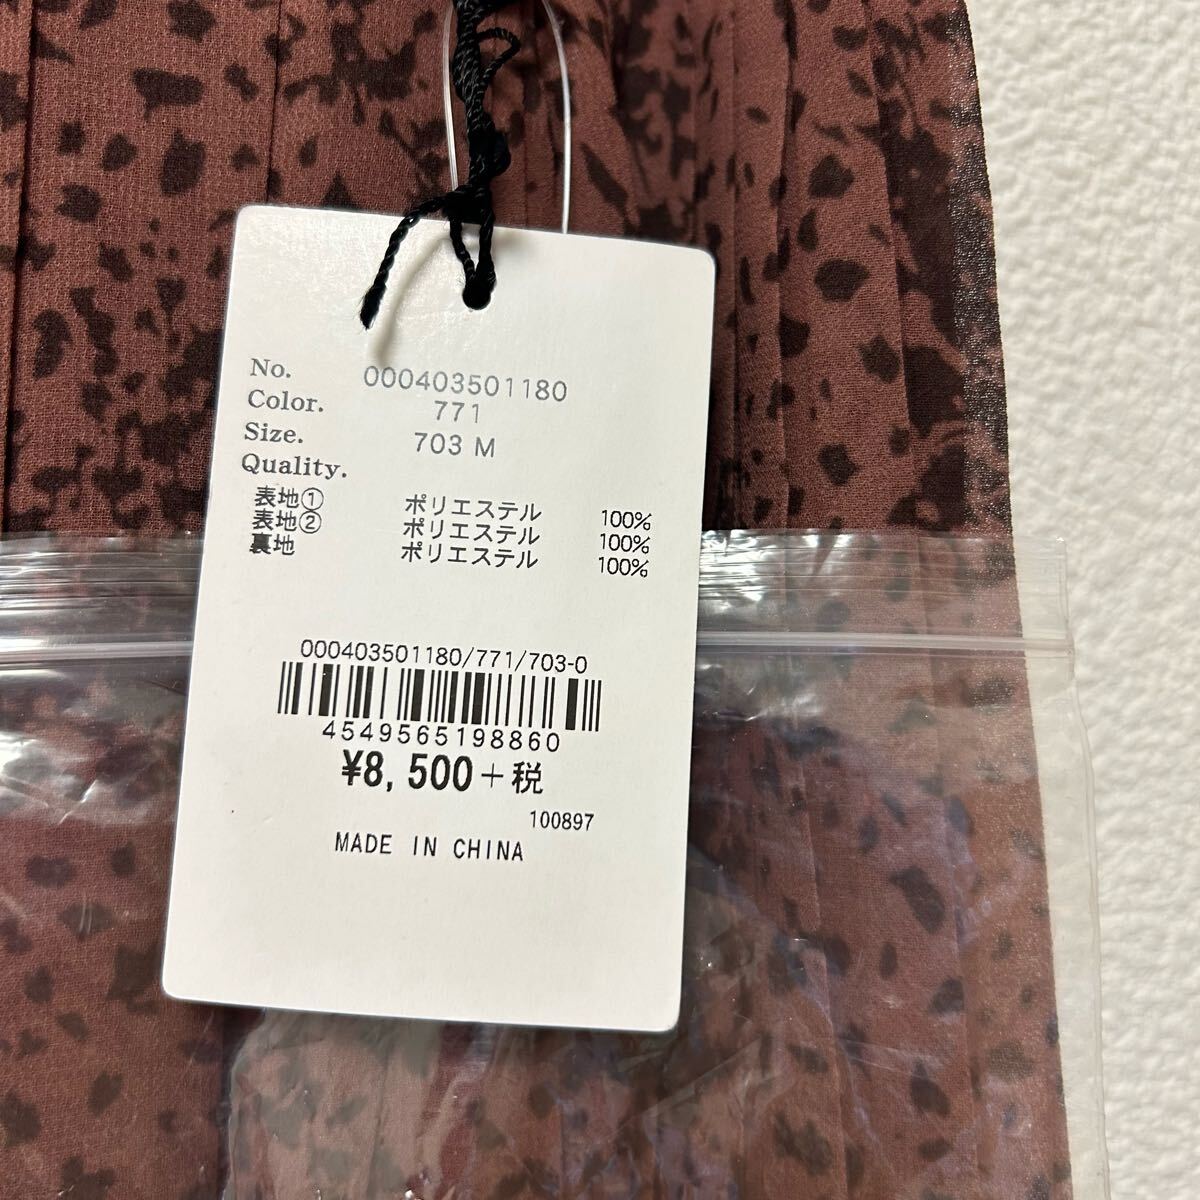 No. 000403501180
Color. 771
Size. 703 M
Quality.
表地① ポリエステル 100%
表地② ポリエステル 100%
裏地 ポリエステル 100%
000403501180/771/703-0
4549565198860
¥8,500+税
100897
MADE IN CHINA